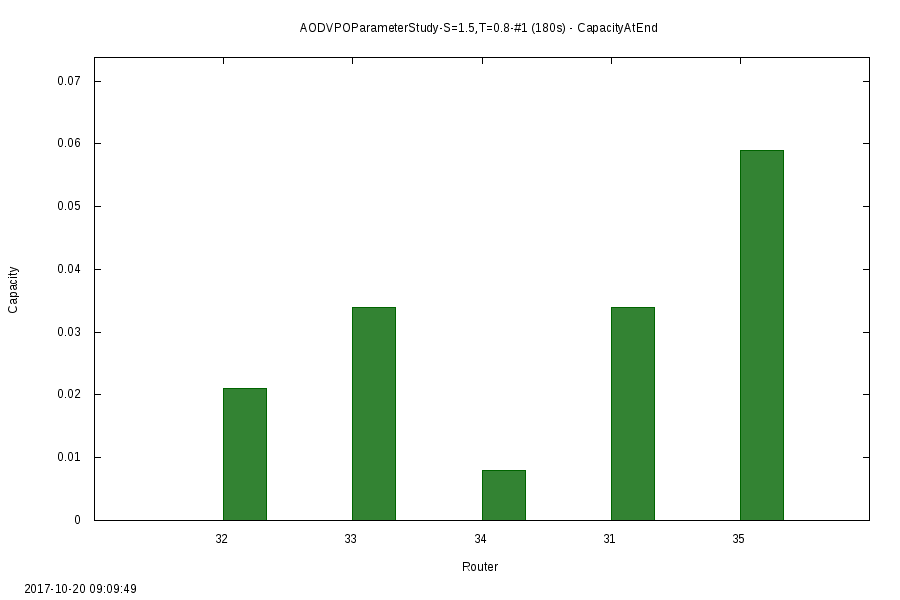 AODVPOParameterStudy-S=1.5,T=0.8-#1 (180s) - CapacityAtEnd
0.07
0.06
0.05
0.04
0.03
0.02
0.01
0
Capacity
32 33 34 31 35
Router
2017-10-20 09:09:49